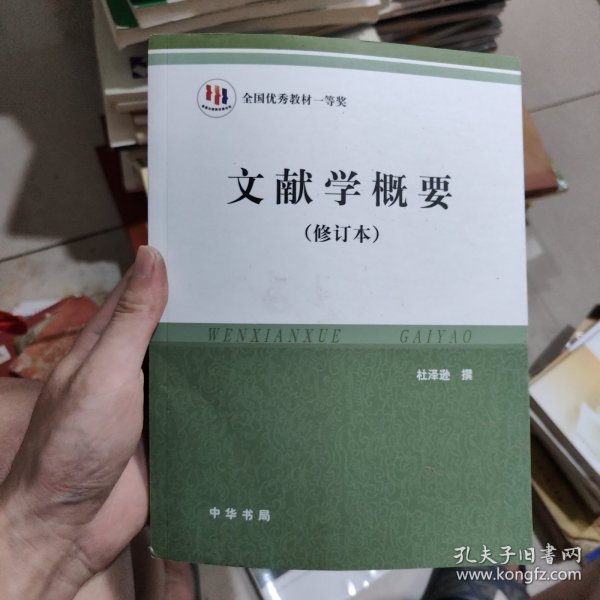 全国优秀教材一等奖
文献学概要
(修订本)
WENXIANXUE GAIYAO
杜泽逊 撰
中华书局
孔夫子旧书网
www.kongfz.com